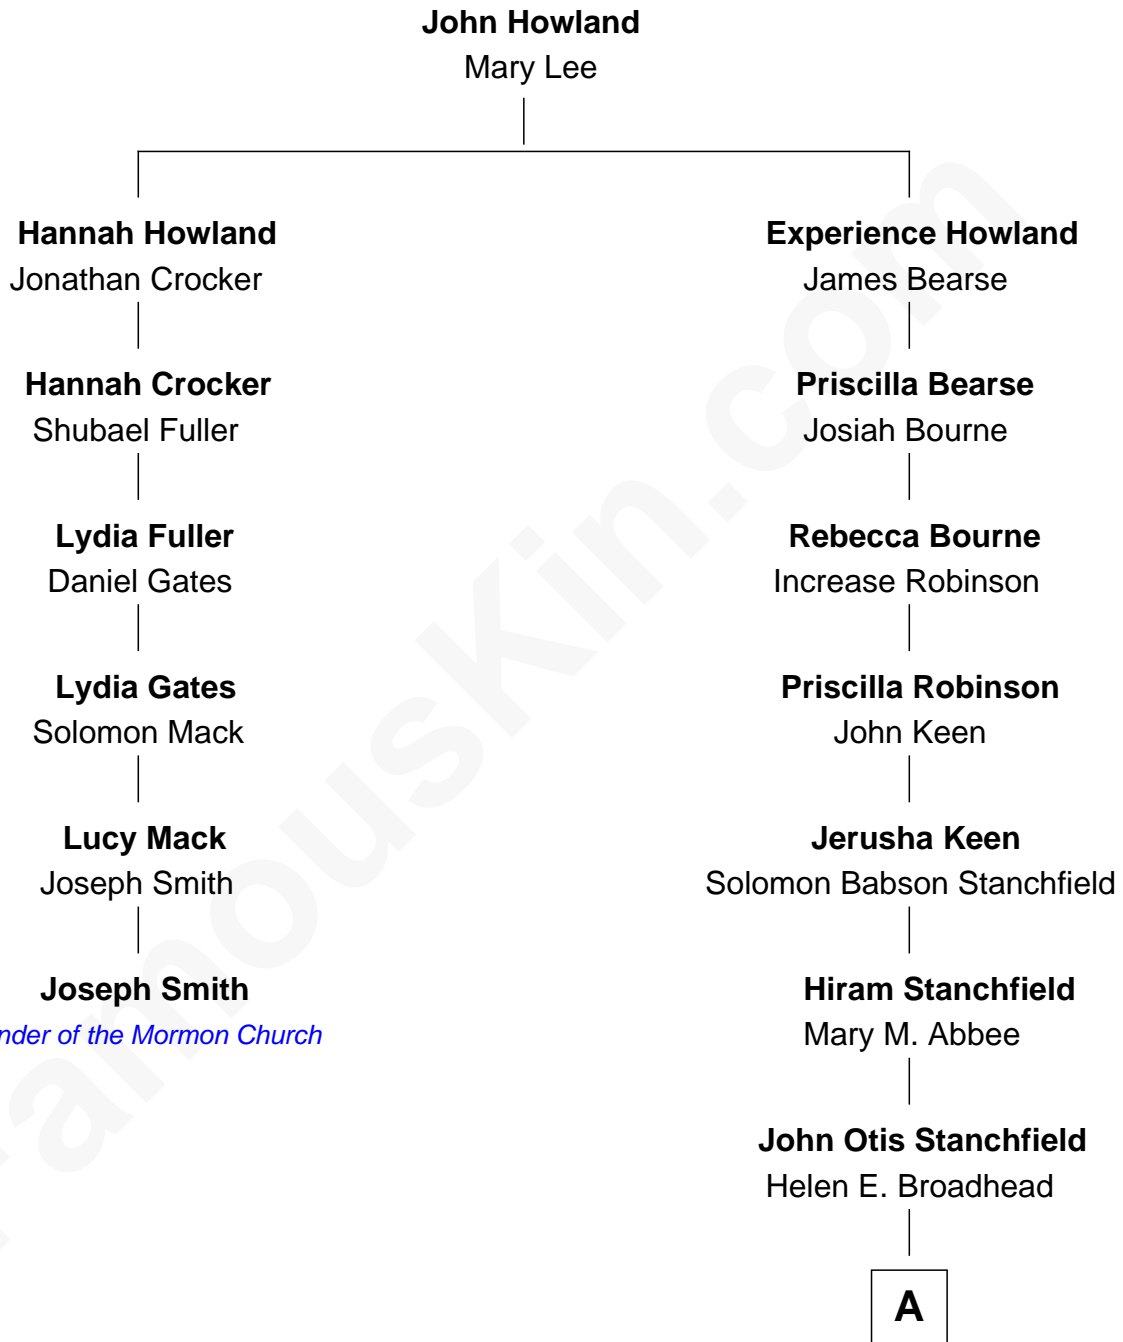 John Howland
Mary Lee
Hannah Howland
Jonathan Crocker
Experience Howland
James Bearse
Hannah Crocker
Shubael Fuller
Priscilla Bearse
Josiah Bourne
Lydia Fuller
Daniel Gates
Rebecca Bourne
Increase Robinson
Lydia Gates
Solomon Mack
Priscilla Robinson
John Keen
Lucy Mack
Joseph Smith
Jerusha Keen
Solomon Babson Stanchfield
Joseph Smith
nder of the Mormon Church
Hiram Stanchfield
Mary M. Abbee
John Otis Stanchfield
Helen E. Broadhead
A
FamousKin.com